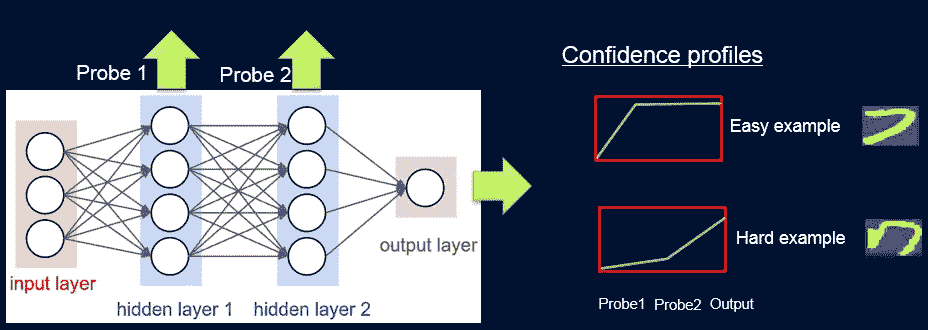 Probe 1
Probe 2
input layer
hidden layer 1
hidden layer 2
output layer
Confidence profiles
Easy example
Hard example
Probe1 Probe2 Output